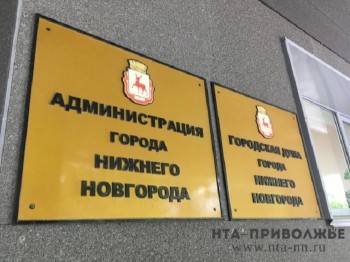 АДМИНИСТРАЦИЯ
ГОРОДА
НИЖНЕГО
НОВГОРОДА
ГОРОДСКАЯ ДУМА
ГОРОДА
НИЖНЕГО
НОВГОРОДА
НТА-ПРИВОЛЖЬЕ
www.nta-nn.ru